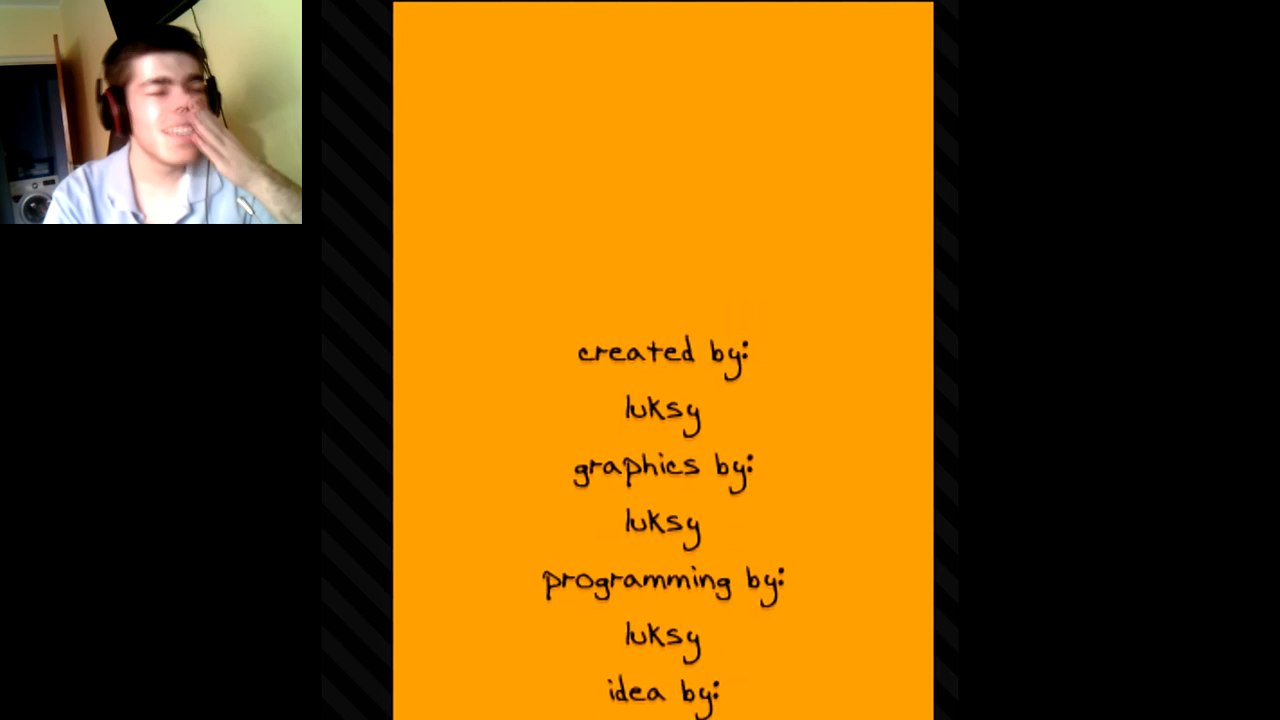 created by:
luksy
graphics by:
luksy
programming by:
luksy
idea by: